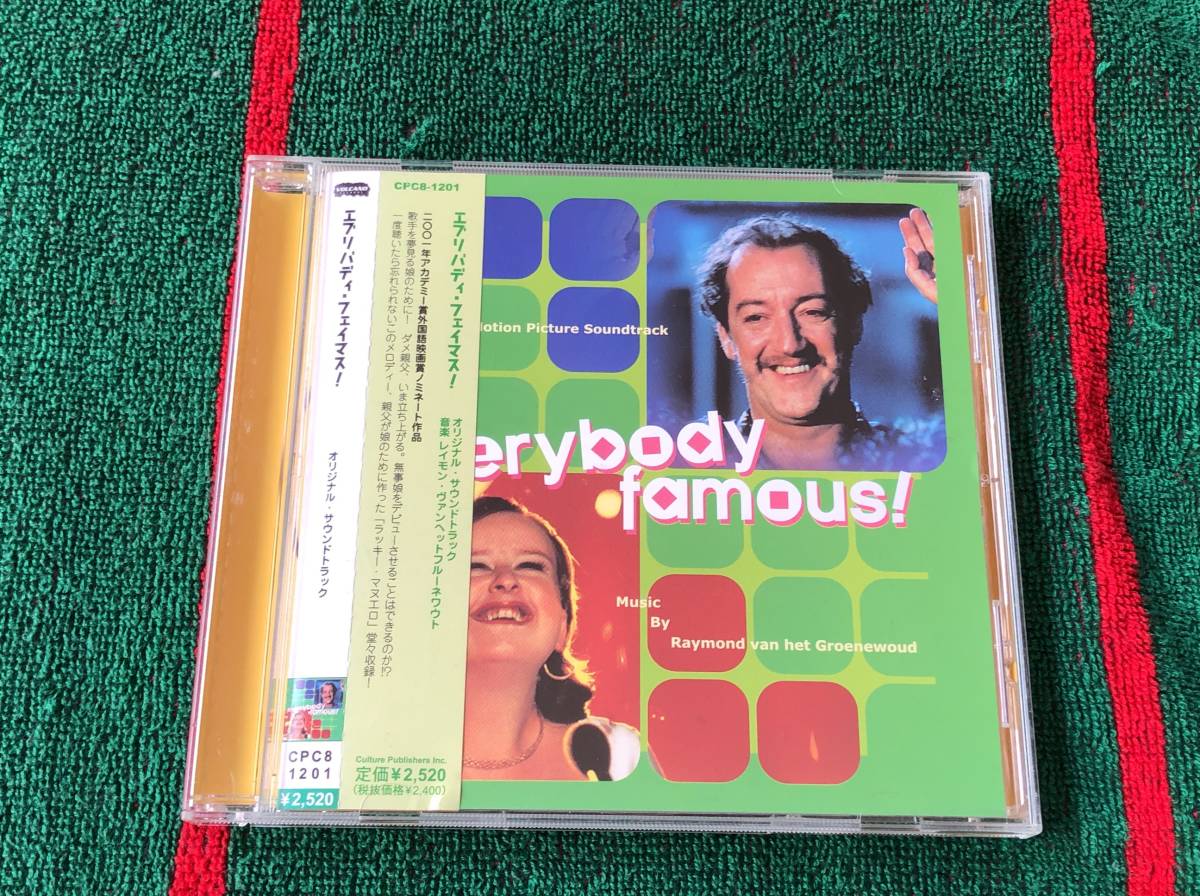 VOLCANO
エブリバディ・フェイマス!
オリジナル・サウンドトラック
CPC8
1201
¥2,520
CPC8-1201
エブリバディ・フェイマス!
オリジナル・サウンドトラック
音楽 レイモン・ヴァンヘットフルーネワウト
二〇〇一年アカデミー賞外国語映画賞ノミネート作品
歌手を夢見る娘のために! ダメ親父、いま立ち上がる。無事娘をデビューさせることはできるのか!?
一度聴いたら忘れられないこのメロディー、親父が娘のために作った「ラッキー・マヌエロ」堂々収録!
Culture Publishers Inc.
定価¥2,520
(税抜価格¥2,400)
otion Picture Soundtrack
erybody
famous!
Music
By
Raymond van het Groenewoud
erybody
famous!